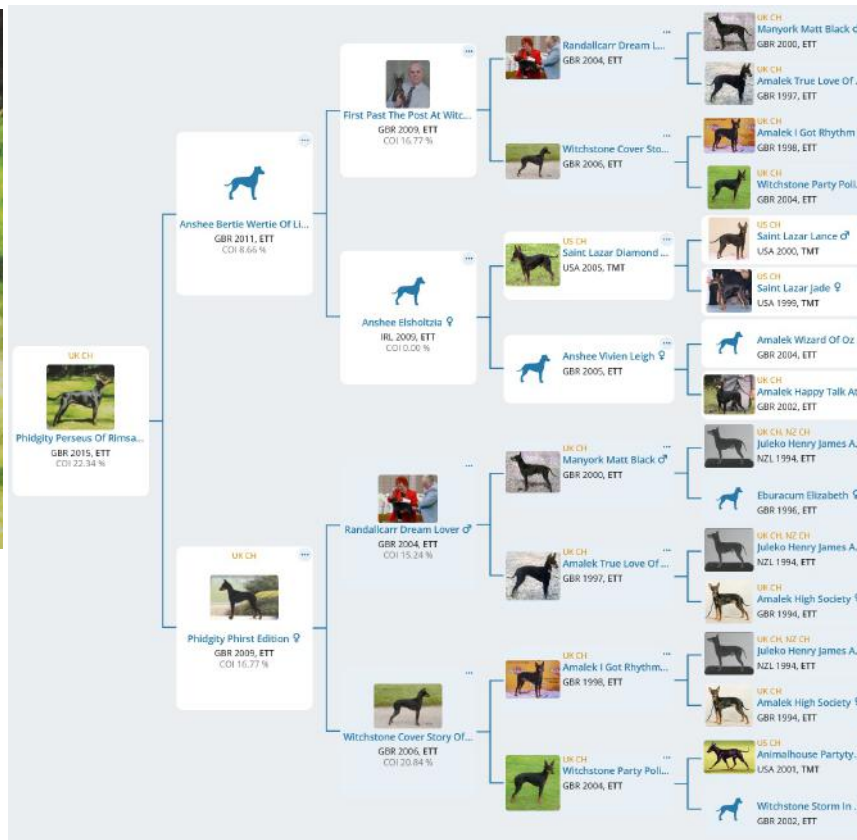 UK CH
Phidgity Perseus Of Rimsa...
GBR 2015, ETT
COI 22.34 %
Anshee Bertie Wertie Of Li...
GBR 2011, ETT
COI 8.66 %
UK CH
Phidgity Phirst Edition ♀
GBR 2009, ETT
COI 16.77 %
First Past The Post At Witc...
GBR 2009, ETT
COI 16.77 %
Anshee Elsholtzia ♀
IRL 2009, ETT
COI 0.00 %
Randallcarr Dream Lover ♂
GBR 2004, ETT
COI 15.24 %
Witchstone Cover Story Of...
GBR 2006, ETT
COI 20.84 %
Randallcarr Dream L...
GBR 2004, ETT
Witchstone Cover Sto...
GBR 2006, ETT
US CH
Saint Lazar Diamond ...
USA 2005, TMT
Anshee Vivien Leigh ♀
GBR 2005, ETT
UK CH
Manyork Matt Black ♂
GBR 2000, ETT
UK CH
Amalek True Love Of ...
GBR 1997, ETT
UK CH
Amalek I Got Rhythm...
GBR 1998, ETT
UK CH
Witchstone Party Poli...
GBR 2004, ETT
UK CH
Manyork Matt Black
GBR 2000, ETT
UK CH
Amalek True Love Of
GBR 1997, ETT
UK CH
Amalek I Got Rhythm
GBR 1998, ETT
UK CH
Witchstone Party Poli.
GBR 2004, ETT
US CH
Saint Lazar Lance ♂
USA 2000, TMT
US CH
Saint Lazar Jade ♀
USA 1999, TMT
Amalek Wizard Of Oz
GBR 2004, ETT
UK CH
Amalek Happy Talk At
GBR 2002, ETT
UK CH, NZ CH
Juleko Henry James A.
NZL 1994, ETT
Eburacum Elizabeth ♀
GBR 1996, ETT
UK CH, NZ CH
Juleko Henry James A.
NZL 1994, ETT
UK CH
Amalek High Society ♀
GBR 1994, ETT
UK CH, NZ CH
Juleko Henry James A.
NZL 1994, ETT
UK CH
Amalek High Society ♀
GBR 1994, ETT
US CH
Animalhouse Partyty.
USA 2001, TMT
Witchstone Storm In .
GBR 2002, ETT